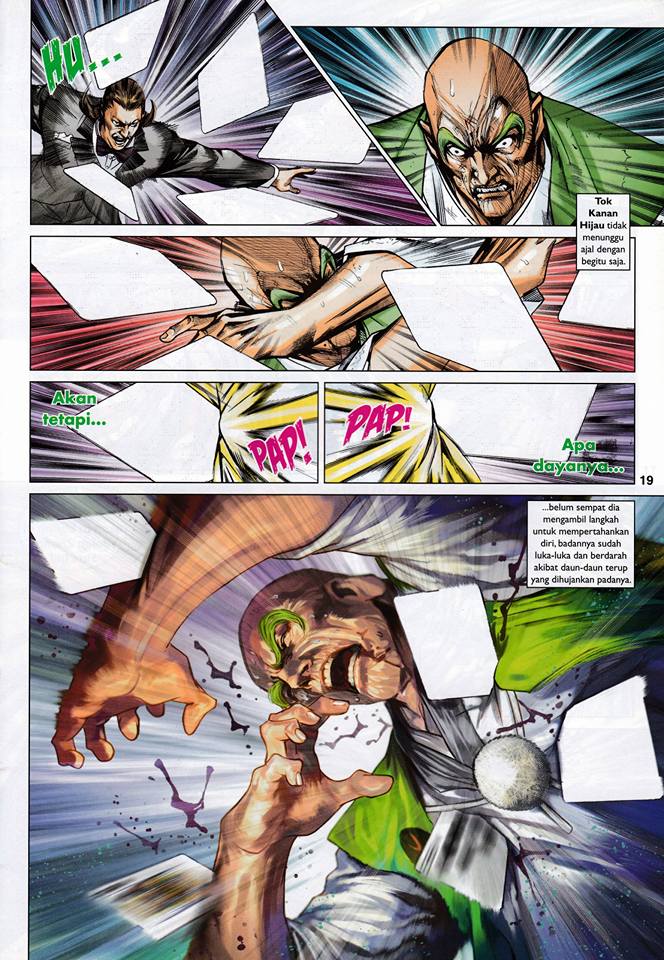 HU...
Tok
Kanan
Hijau tidak
menunggu
ajal dengan
begitu saja.
Akan
tetapi...
PAP!
PAP!
Apa
dayanya...
19
...belum sempat dia
mengambil langkah
untuk mempertahankan
diri, badannya sudah
luka-luka dan berdarah
akibat daun-daun terup
yang dihujankan padanya.